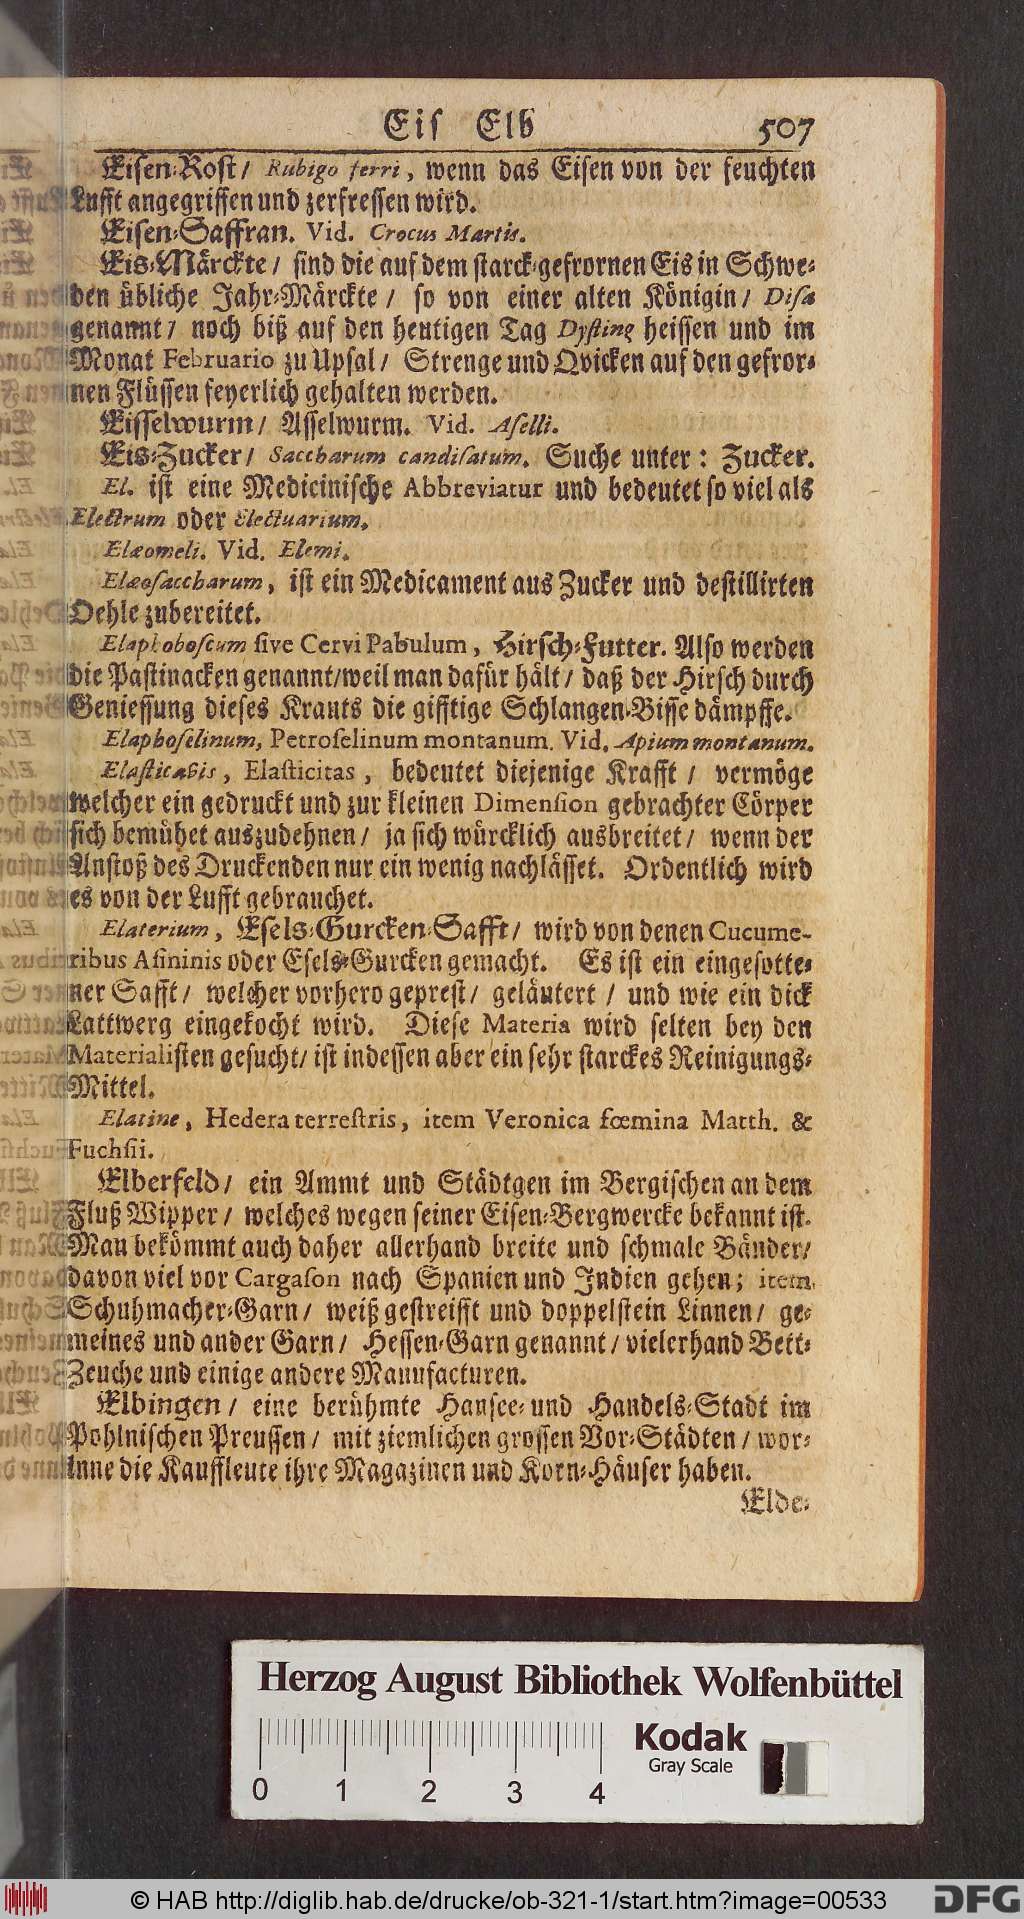 Eiſ Elb 507
Eiſen-Roſt/ Rubigo ferri, wenn das Eiſen von der feuchten
Lufft angegriffen und zerfreſſen wird.
Eiſen-Saffran. Vid. Crocus Martis.
Eis-Märckte/ ſind die auf dem ſtarck-gefrornen Eis in Schwe-
den übliche Jahr-Märckte/ ſo von einer alten Königin/ Diſa
genannt/ noch biß auf den heutigen Tag Dyſting heiſſen und im
Monat Februario zu Upſal/ Strenge und Qvicken auf den gefror-
nen Flüſſen feyerlich gehalten werden.
Eiſſelwurm/ Aſſelwurm. Vid. Aſelli.
Eis-Zucker/ Saccharum candiſatum. Suche unter: Zucker.
El. iſt eine Mediciniſche Abbreviatur und bedeutet ſo viel als
Electrum oder Electuarium.
Elæomeli. Vid. Elemi.
Elæoſaccharum, iſt ein Medicament aus Zucker und deſtillirten
Oehle zubereitet.
Elaphoboſcum ſive Cervi Pabulum, Hirſch-Futter. Alſo werden
die Paſtinacken genannt/weil man dafür hält/ daß der Hirſch durch
Genieſſung dieſes Krauts die gifftige Schlangen-Biſſe dämpffe.
Elaphoſelinum, Petroſelinum montanum. Vid. Apium montanum.
Elaſticabis, Elaſticitas, bedeutet diejenige Krafft/ vermöge
welcher ein gedruckt und zur kleinen Dimenſion gebrachter Cörper
ſich bemühet auszudehnen/ ja ſich würcklich ausbreitet/ wenn der
Anſtoß des Druckenden nur ein wenig nachläſſet. Ordentlich wird
es von der Lufft gebrauchet.
Elaterium, Eſels-Gurcken-Safft/ wird von denen Cucume-
ribus Aſininis oder Eſels-Gurcken gemacht. Es iſt ein eingeſotte-
ner Safft/ welcher vorhero gepreſt/ geläutert/ und wie ein dick
Lattwerg eingekocht wird. Dieſe Materia wird ſelten bey den
Materialiſten geſucht/ iſt indeſſen aber ein ſehr ſtarckes Reinigungs-
Mittel.
Elatine, Hedera terreſtris, item Veronica fœmina Matth. &
Fuchſii.
Elberfeld/ ein Ammt und Städtgen im Bergiſchen an dem
Fluß Wipper/ welches wegen ſeiner Eiſen-Bergwercke bekannt iſt.
Man bekömmt auch daher allerhand breite und ſchmale Bänder/
davon viel vor Cargaſon nach Spanien und Indien gehen; item
Schuhmacher-Garn/ weiß geſtreifft und doppelſtein Linnen/ ge-
meines und ander Garn/ Heſſen-Garn genannt/ vielerhand Bett-
Zeuche und einige andere Manufacturen.
Elbingen/ eine berühmte Hanſee- und Handels-Stadt im
Pohlniſchen Preuſſen/ mit ziemlichen groſſen Vor-Städten/ wor-
inne die Kauffleute ihre Magazinen und Korn-Häuſer haben.
Elde-
Herzog August Bibliothek Wolfenbüttel
Kodak
Gray Scale
0 1 2 3 4
© HAB http://diglib.hab.de/drucke/ob-321-1/start.htm?image=00533
DFG